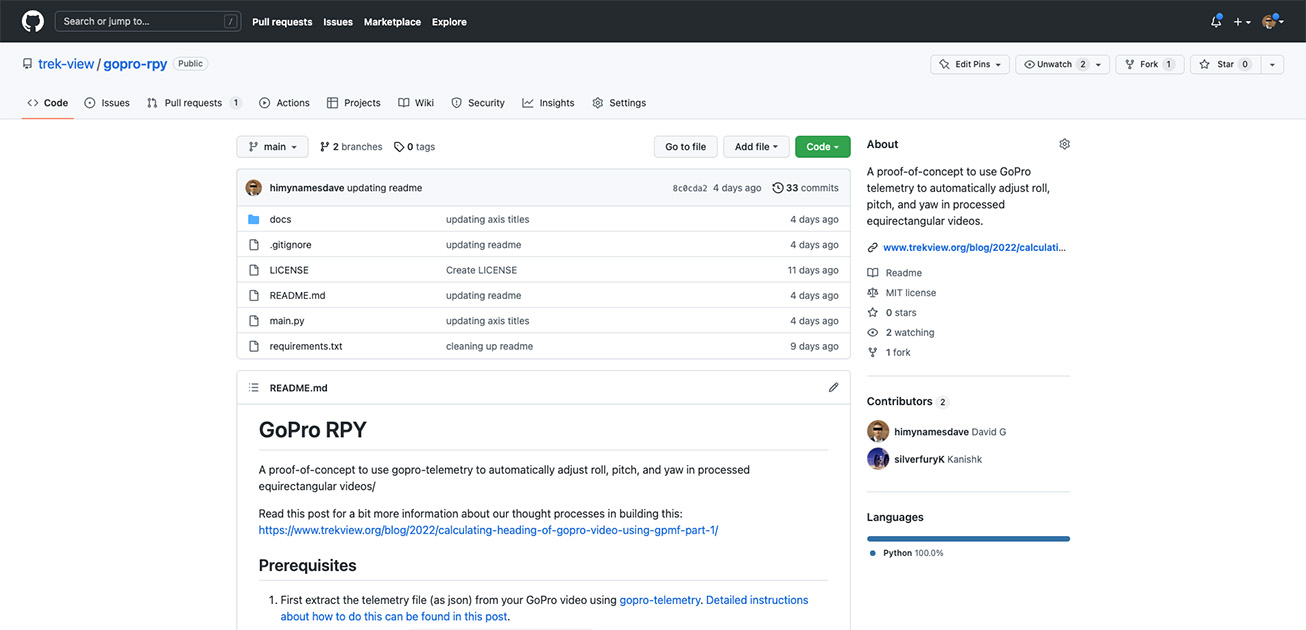 Search or jump to... /
Pull requests Issues Marketplace Explore
trek-view / gopro-rpy Public
Edit Pins Unwatch 2 Fork 1 Star 0
Code Issues Pull requests 1 Actions Projects Wiki Security Insights Settings
main 2 branches 0 tags Go to file Add file Code
himynamesdave updating readme 8c0cda2 4 days ago 33 commits
docs updating axis titles 4 days ago
.gitignore updating readme 4 days ago
LICENSE Create LICENSE 11 days ago
README.md updating readme 4 days ago
main.py updating axis titles 4 days ago
requirements.txt cleaning up readme 9 days ago
README.md
GoPro RPY
A proof-of-concept to use gopro-telemetry to automatically adjust roll, pitch, and yaw in processed
equirectangular videos/
Read this post for a bit more information about our thought processes in building this:
https://www.trekview.org/blog/2022/calculating-heading-of-gopro-video-using-gpmf-part-1/
Prerequisites
1. First extract the telemetry file (as json) from your GoPro video using gopro-telemetry. Detailed instructions
about how to do this can be found in this post.
About
A proof-of-concept to use GoPro
telemetry to automatically adjust roll,
pitch, and yaw in processed
equirectangular videos.
www.trekview.org/blog/2022/calculati...
Readme
MIT license
0 stars
2 watching
1 fork
Contributors 2
himynamesdave David G
silverfuryK Kanishk
Languages
Python 100.0%